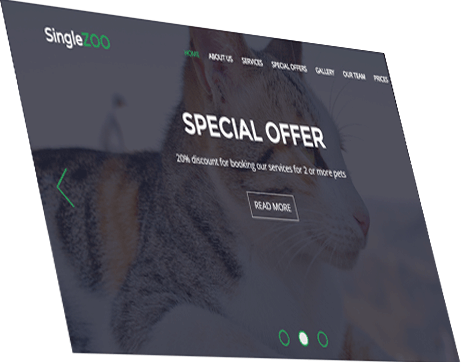 SingleZOO
HOME ABOUT US SERVICES SPECIAL OFFERS GALLERY OUR TEAM PRICES
SPECIAL OFFER
20% discount for booking our services for 2 or more pets
READ MORE